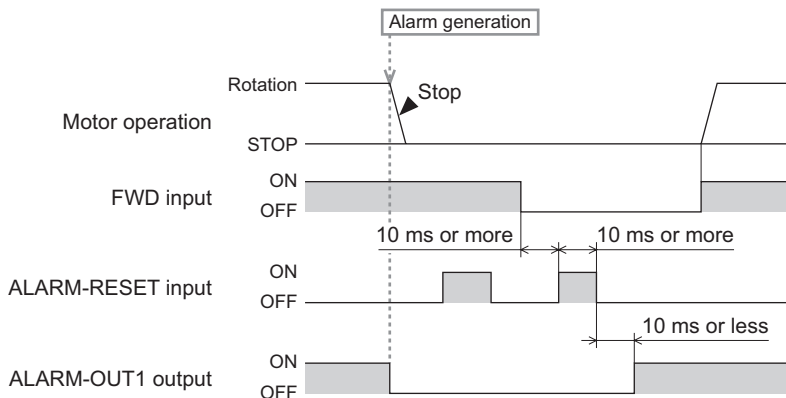 Alarm generation
Rotation
Stop
Motor operation
STOP
ON
FWD input
OFF
10 ms or more
10 ms or more
ON
ALARM-RESET input
OFF
10 ms or less
ON
ALARM-OUT1 output
OFF